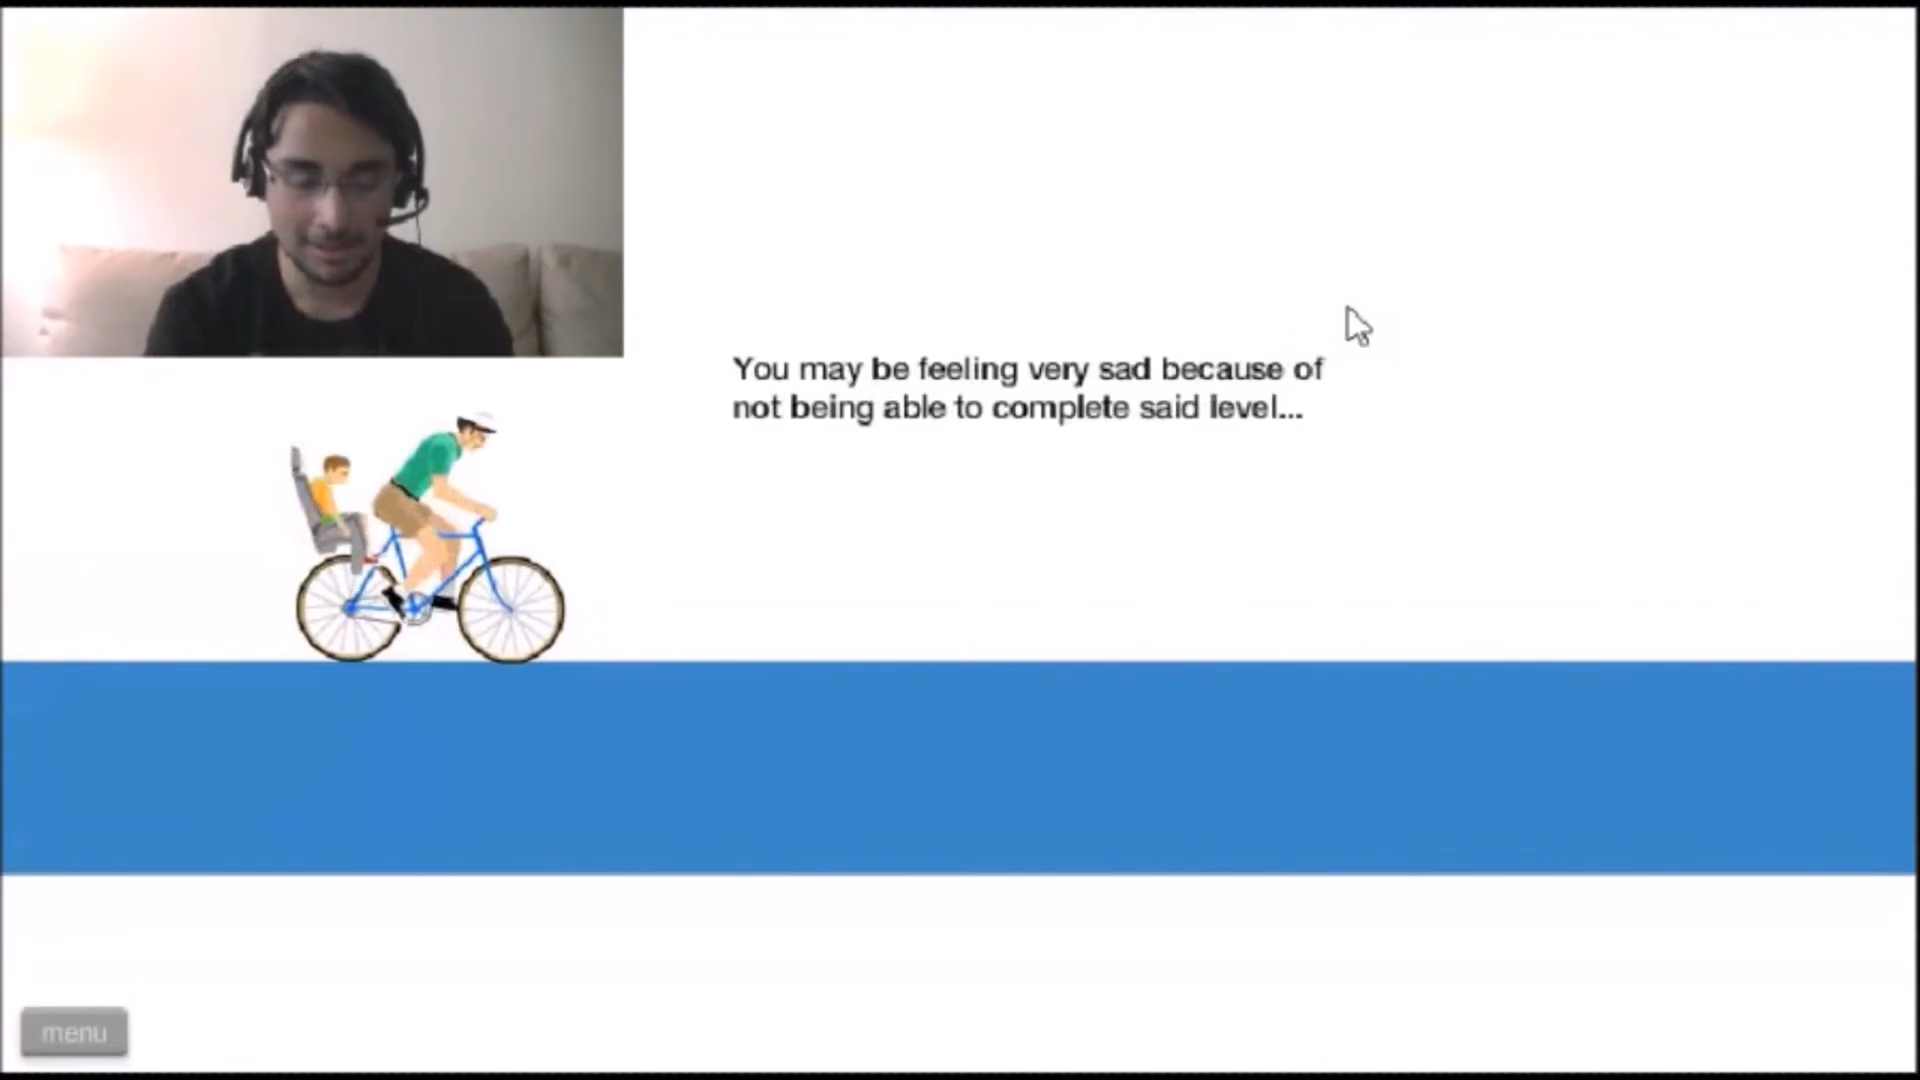 You may be feeling very sad because of
not being able to complete said level...
menu